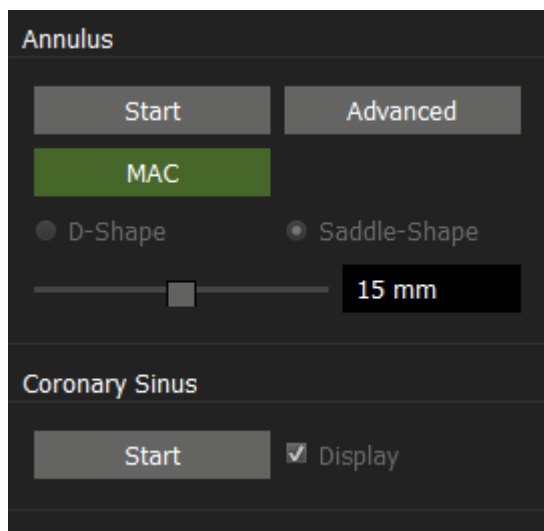 Annulus
Start Advanced
MAC
D-Shape Saddle-Shape
15 mm
Coronary Sinus
Start Display